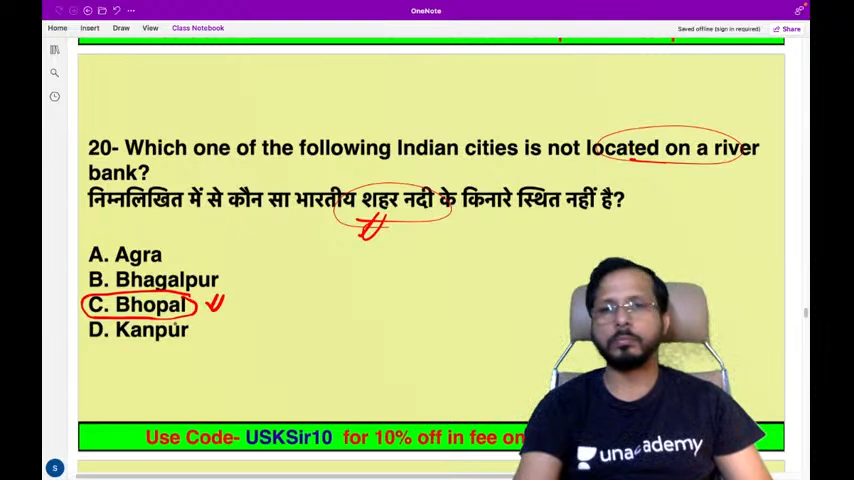 OneNote
Home Insert Draw View Class Notebook
Saved offline (sign in required) Share
20- Which one of the following Indian cities is not located on a river
bank?
निम्नलिखित में से कौन सा भारतीय शहर नदी के किनारे स्थित नहीं है?
A. Agra
B. Bhagalpur
C. Bhopal
D. Kanpur
unacademy
Use Code- USKSir10 for 10% off in fee on
S